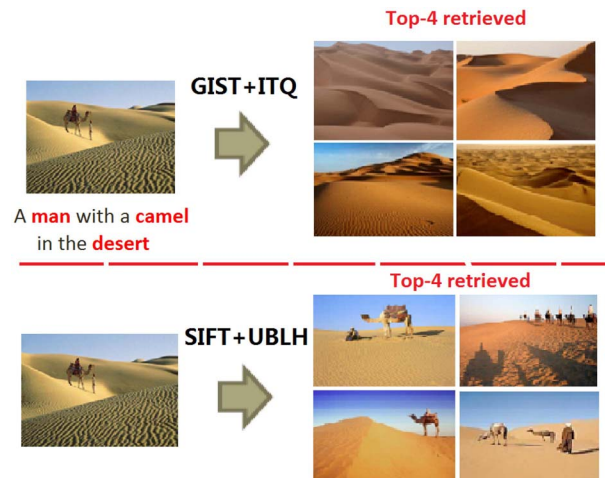 Top-4 retrieved
GIST+ITQ
A man with a camel
in the desert
Top-4 retrieved
SIFT+UBLH